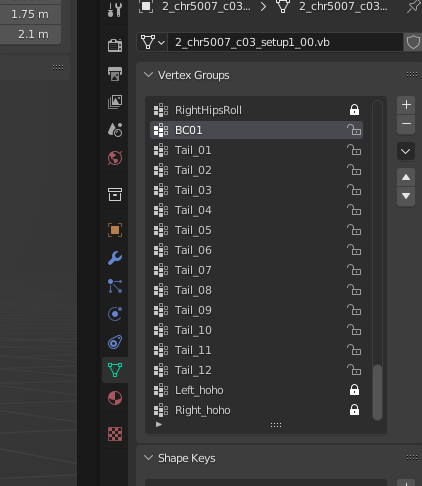 2_chr5007_c03...
2_chr5007_c03...
1.75 m
2.1 m
2_chr5007_c03_setup1_00.vb
Vertex Groups
RightHipsRoll
BC01
Tail_01
Tail_02
Tail_03
Tail_04
Tail_05
Tail_06
Tail_07
Tail_08
Tail_09
Tail_10
Tail_11
Tail_12
Left_hoho
Right_hoho
Shape Keys